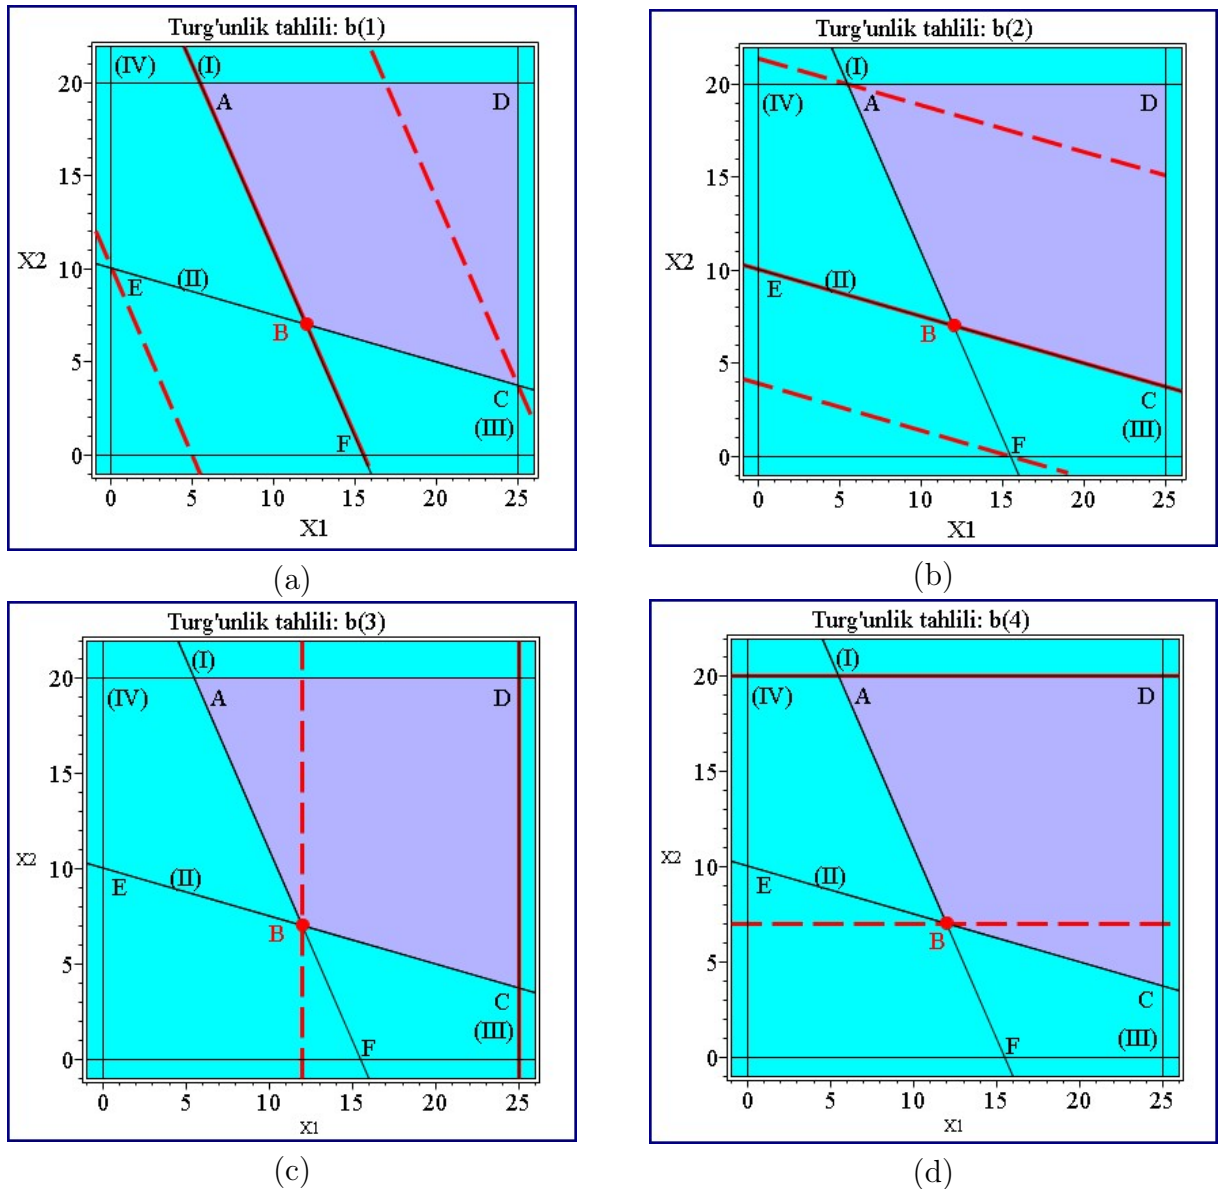 Turg'unlik tahlili: b(1)
(IV)
(I)
20
A
D
15
X2
10
E
(II)
B
5
C
(III)
F
0
0 5 10 15 20 25
X1
(a)
Turg'unlik tahlili: b(2)
(I)
20
(IV)
A
D
15
X2
10
E
(II)
B
5
C
(III)
F
0
0 5 10 15 20 25
X1
(b)
Turg'unlik tahlili: b(3)
(I)
20
(IV)
A
D
15
X2
10
E
(II)
B
5
C
(III)
F
0
0 5 10 15 20 25
X1
(c)
Turg'unlik tahlili: b(4)
(I)
20
(IV)
A
D
15
X2
10
E
(II)
B
5
C
(III)
F
0
0 5 10 15 20 25
X1
(d)